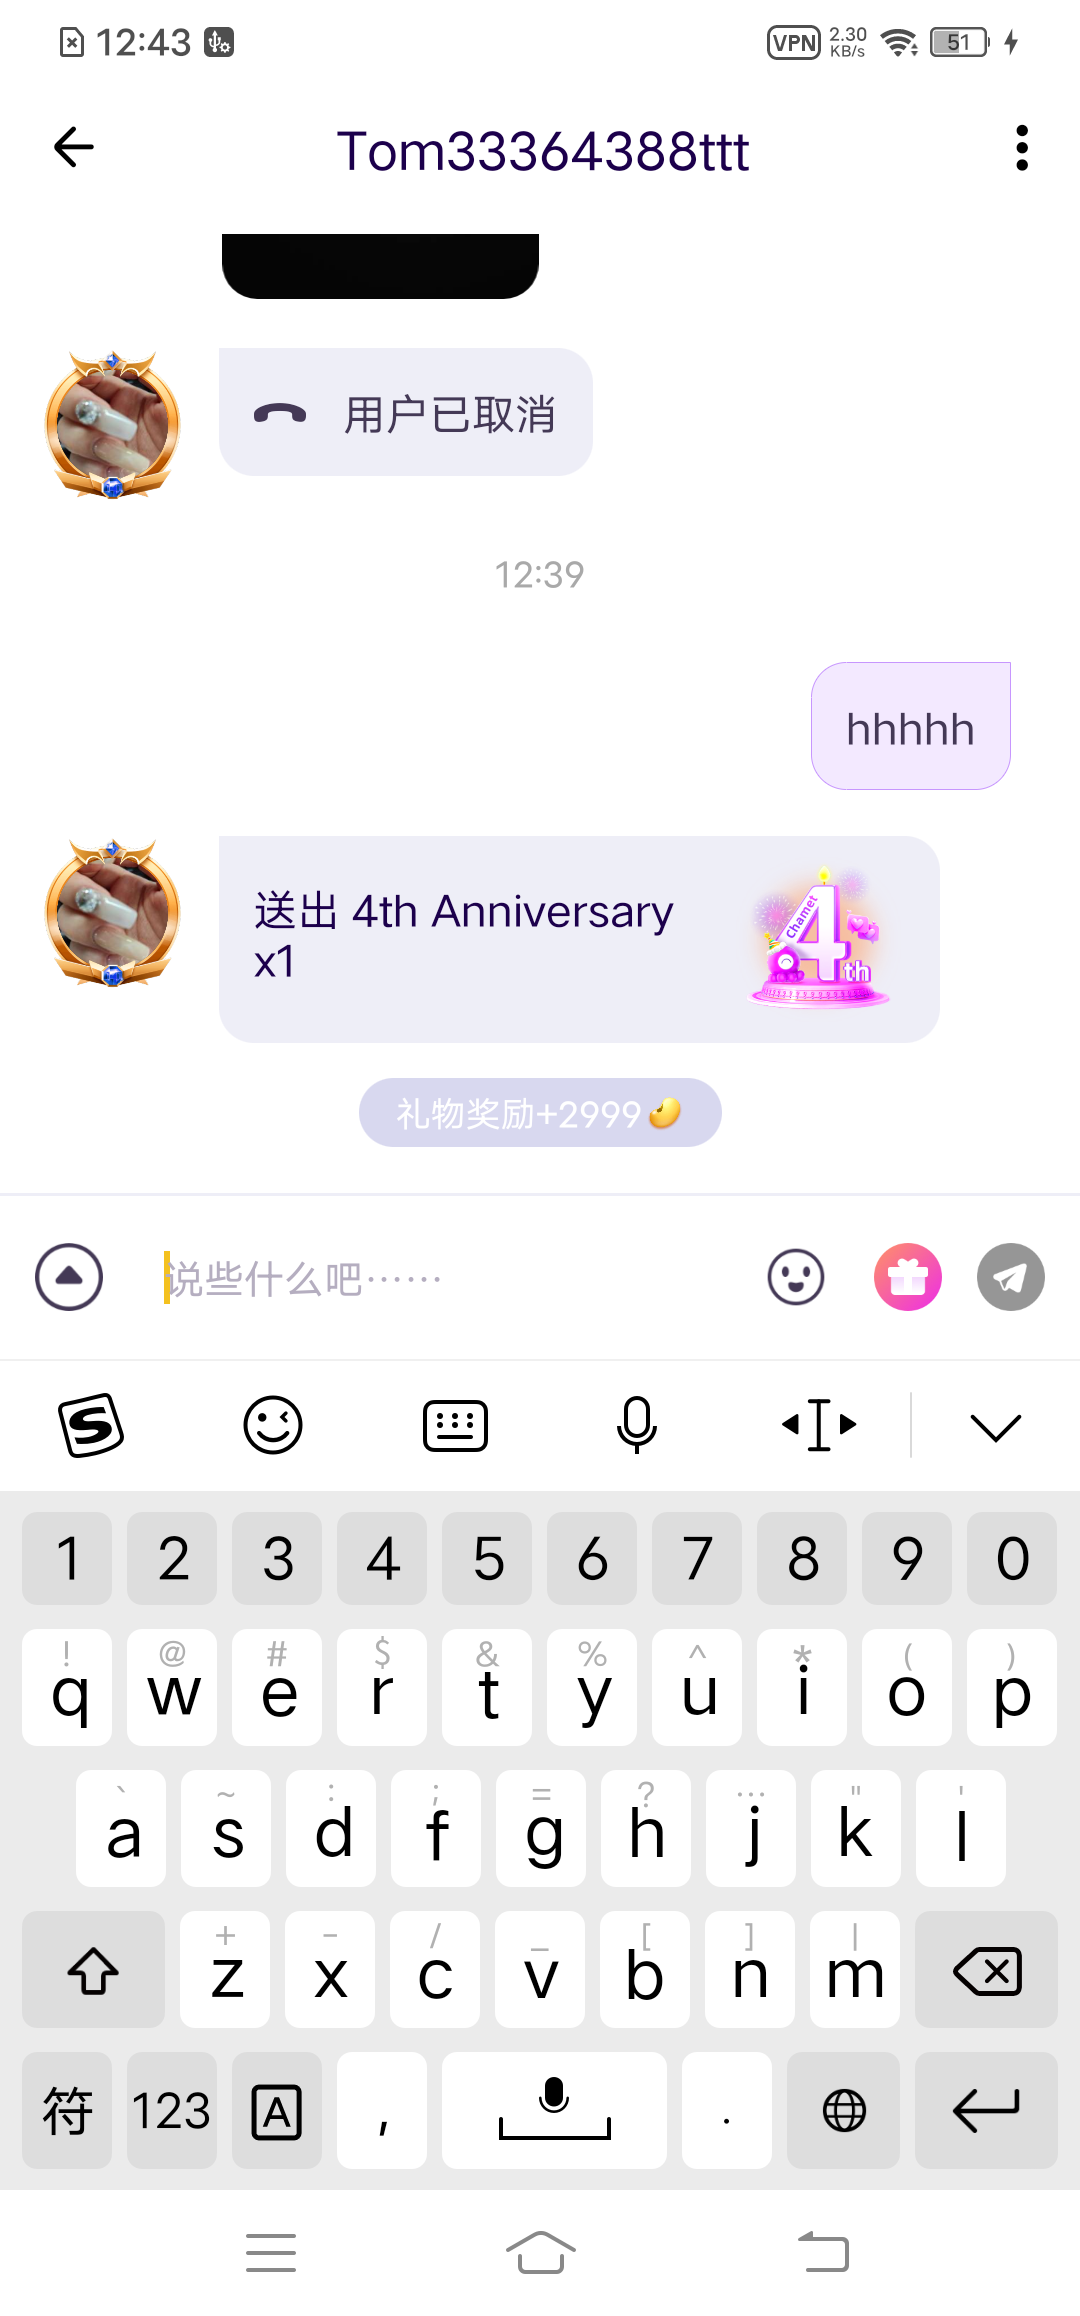 12:43
VPN
2.30
KB/s
51
Tom33364388ttt
用户已取消
12:39
hhhhh
送出 4th Anniversary
x1
Chamet
4th
礼物奖励+2999
说些什么吧······
S
1 2 3 4 5 6 7 8 9 0
! @ # $ & % ^ * ( )
q w e r t y u i o p
` ~ : ; = ? ... " '
a s d f g h j k l
+ - / _ [ ] |
z x c v b n m
符 123 A , .